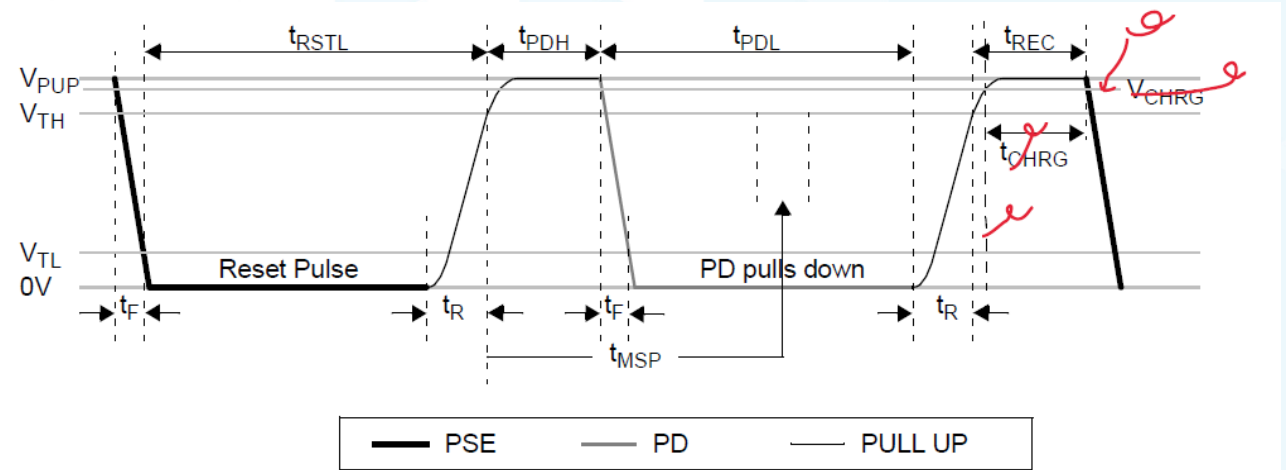 tRSTL tPDH tPDL tREC
VPUP
VCHRG
VTH
tCHRG
VTL
0V
Reset Pulse PD pulls down
tF tR tF tR
tMSP
PSE PD PULL UP